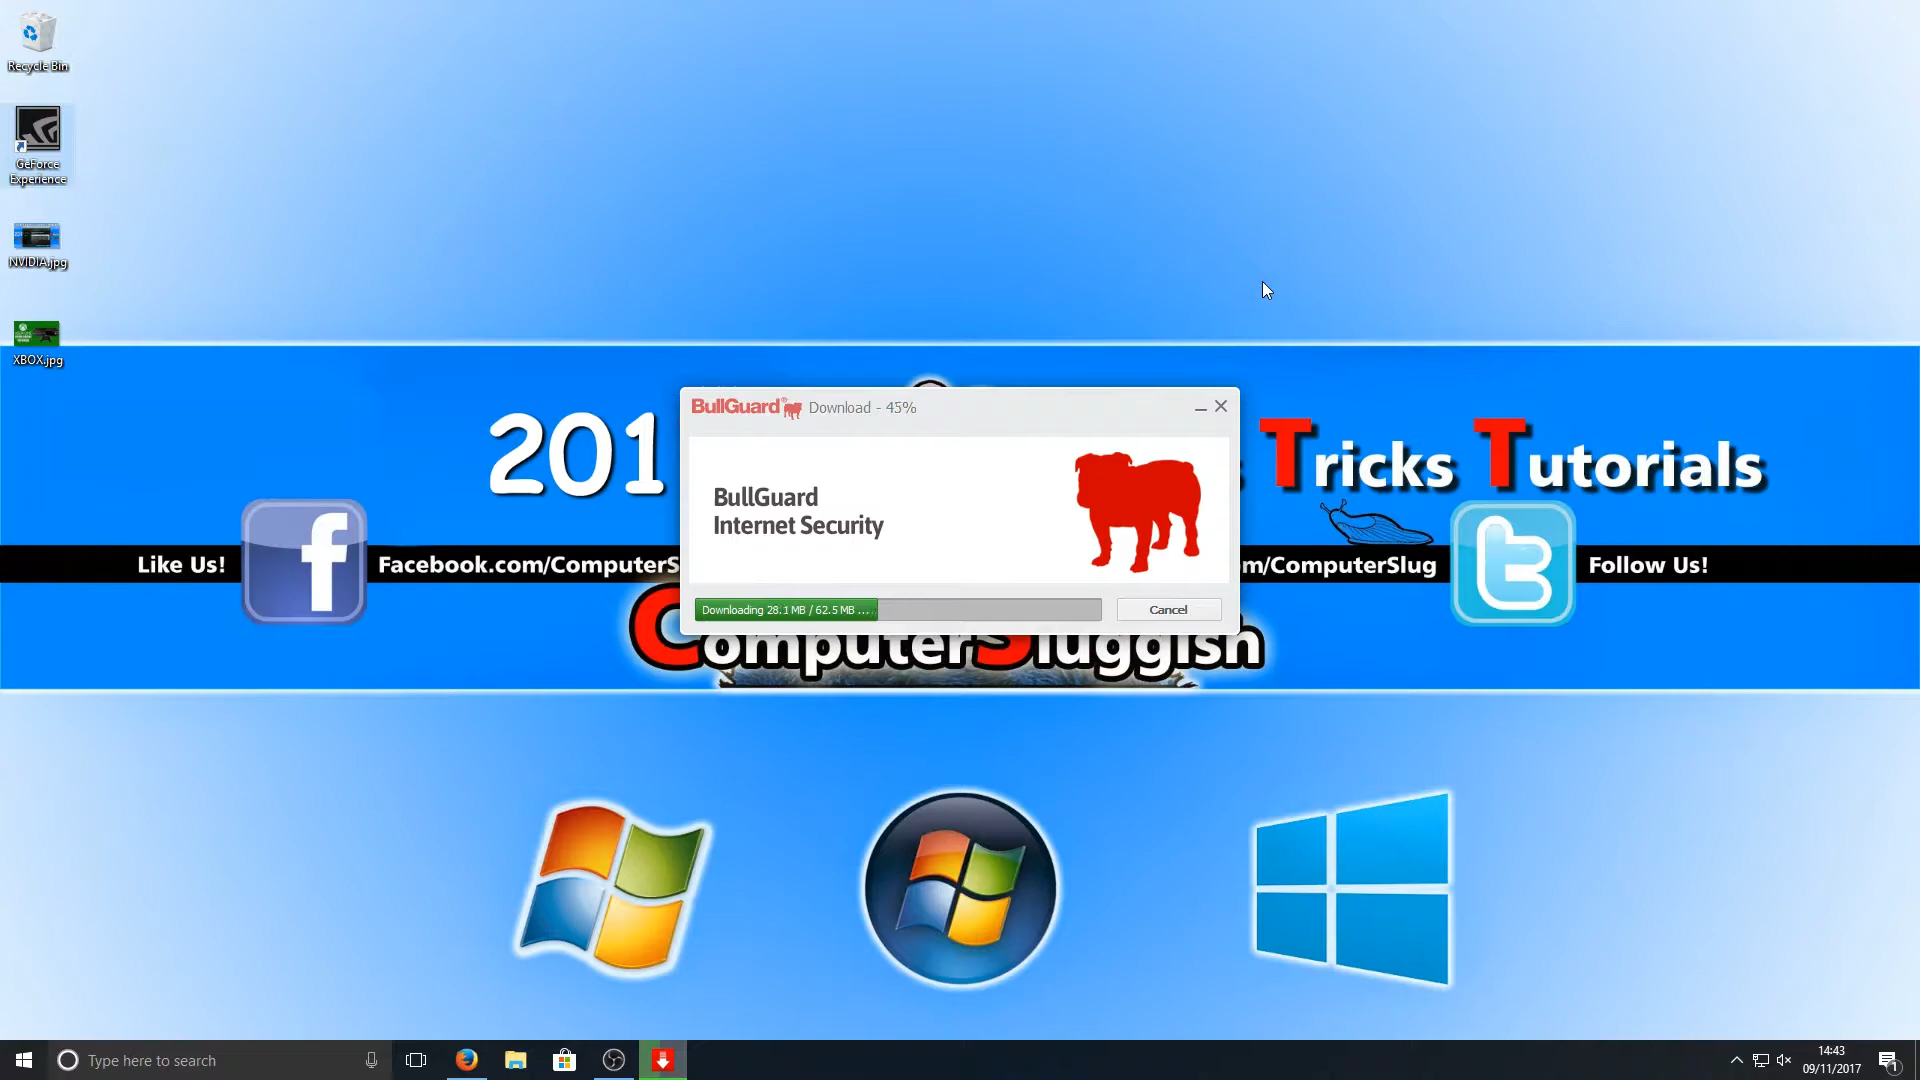 Recycle Bin
GeForce
Experience
NVIDIA.jpg
XBOX.jpg
BullGuard® Download - 45%
BullGuard
Internet Security
Downloading 28.1 MB / 62.5 MB ....
Cancel
201
Tricks Tutorials
Like Us!
Facebook.com/ComputerS
m/ComputerSlug
Follow Us!
ComputerSluggish
Type here to search
14:43
09/11/2017
1